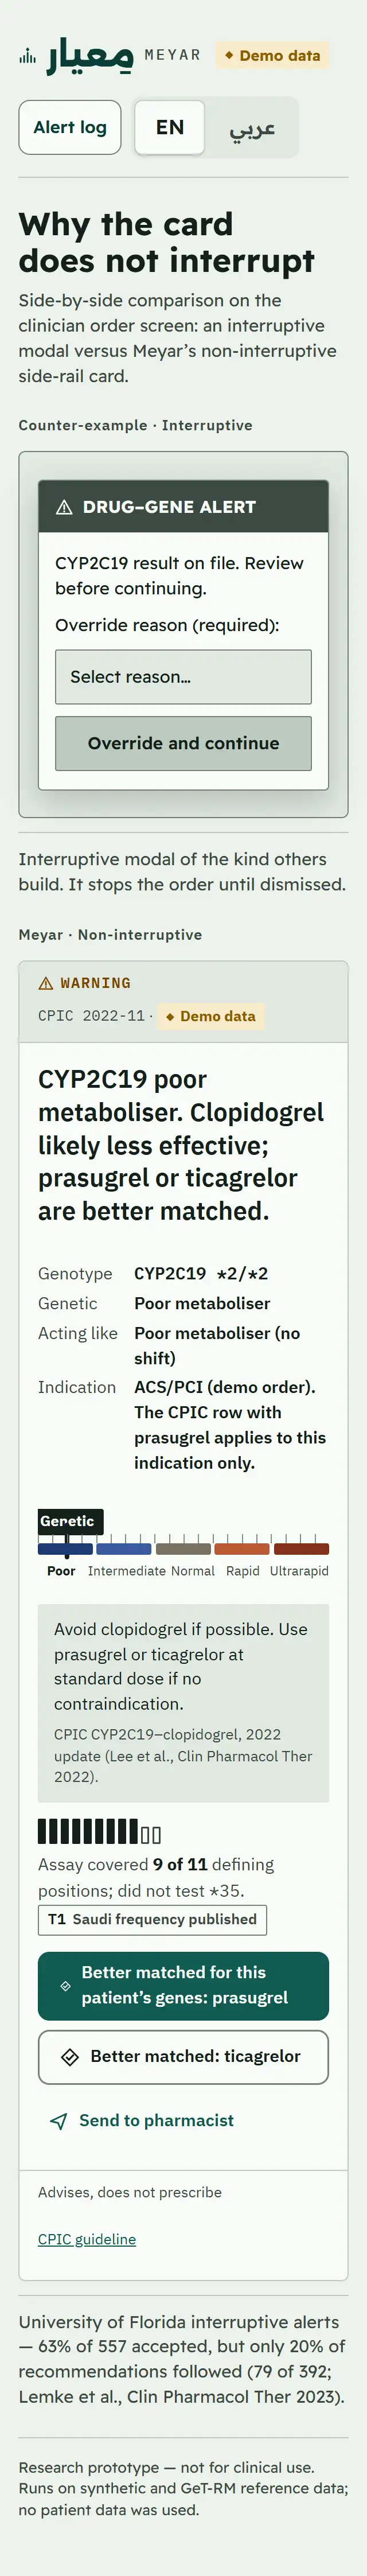 معيار MEYAR ◆ Demo data
Alert log EN عربي
Why the card
does not interrupt
Side-by-side comparison on the
clinician order screen: an interruptive
modal versus Meyar’s non-interruptive
side-rail card.
Counter-example · Interruptive
DRUG–GENE ALERT
CYP2C19 result on file. Review
before continuing.
Override reason (required):
Select reason…
Override and continue
Interruptive modal of the kind others
build. It stops the order until dismissed.
Meyar · Non-interruptive
WARNING
CPIC 2022-11 · ◆ Demo data
CYP2C19 poor
metaboliser. Clopidogrel
likely less effective;
prasugrel or ticagrelor
are better matched.
Genotype CYP2C19 *2/*2
Genetic Poor metaboliser
Acting like Poor metaboliser (no
shift)
Indication ACS/PCI (demo order).
The CPIC row with
prasugrel applies to this
indication only.
Genetic
Poor Intermediate Normal Rapid Ultrarapid
Avoid clopidogrel if possible. Use
prasugrel or ticagrelor at
standard dose if no
contraindication.
CPIC CYP2C19–clopidogrel, 2022
update (Lee et al., Clin Pharmacol Ther
2022).
Assay covered 9 of 11 defining
positions; did not test *35.
T1 Saudi frequency published
Better matched for this
patient’s genes: prasugrel
Better matched: ticagrelor
Send to pharmacist
Advises, does not prescribe
CPIC guideline
University of Florida interruptive alerts
— 63% of 557 accepted, but only 20% of
recommendations followed (79 of 392;
Lemke et al., Clin Pharmacol Ther 2023).
Research prototype — not for clinical use.
Runs on synthetic and GeT-RM reference data;
no patient data was used.